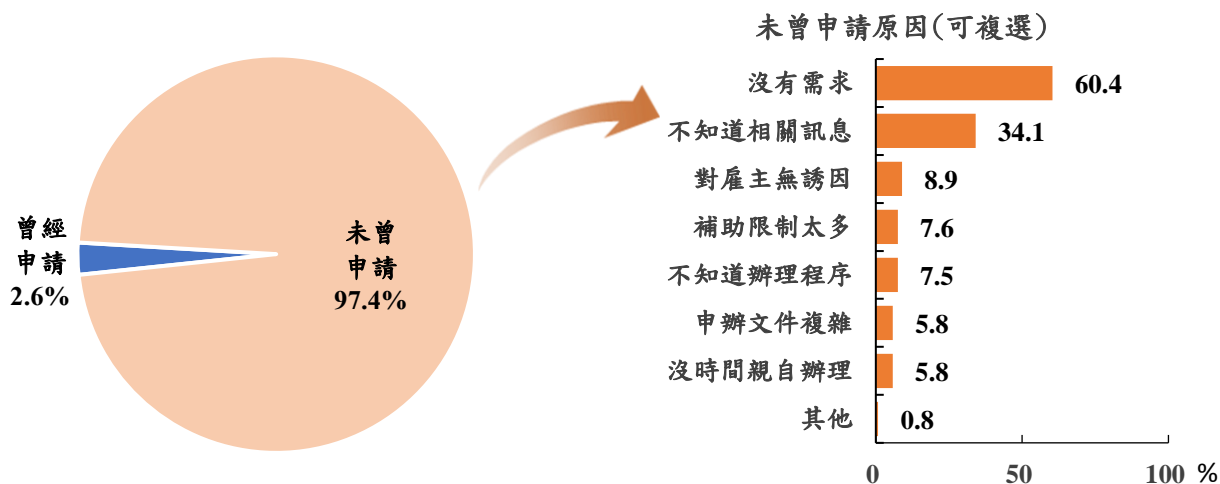 曾經
申請
2.6%
未曾
申請
97.4%
未曾申請原因(可複選)
沒有需求 60.4
不知道相關訊息 34.1
對雇主無誘因 8.9
補助限制太多 7.6
不知道辦理程序 7.5
申辦文件複雜 5.8
沒時間親自辦理 5.8
其他 0.8
0 50 100 %